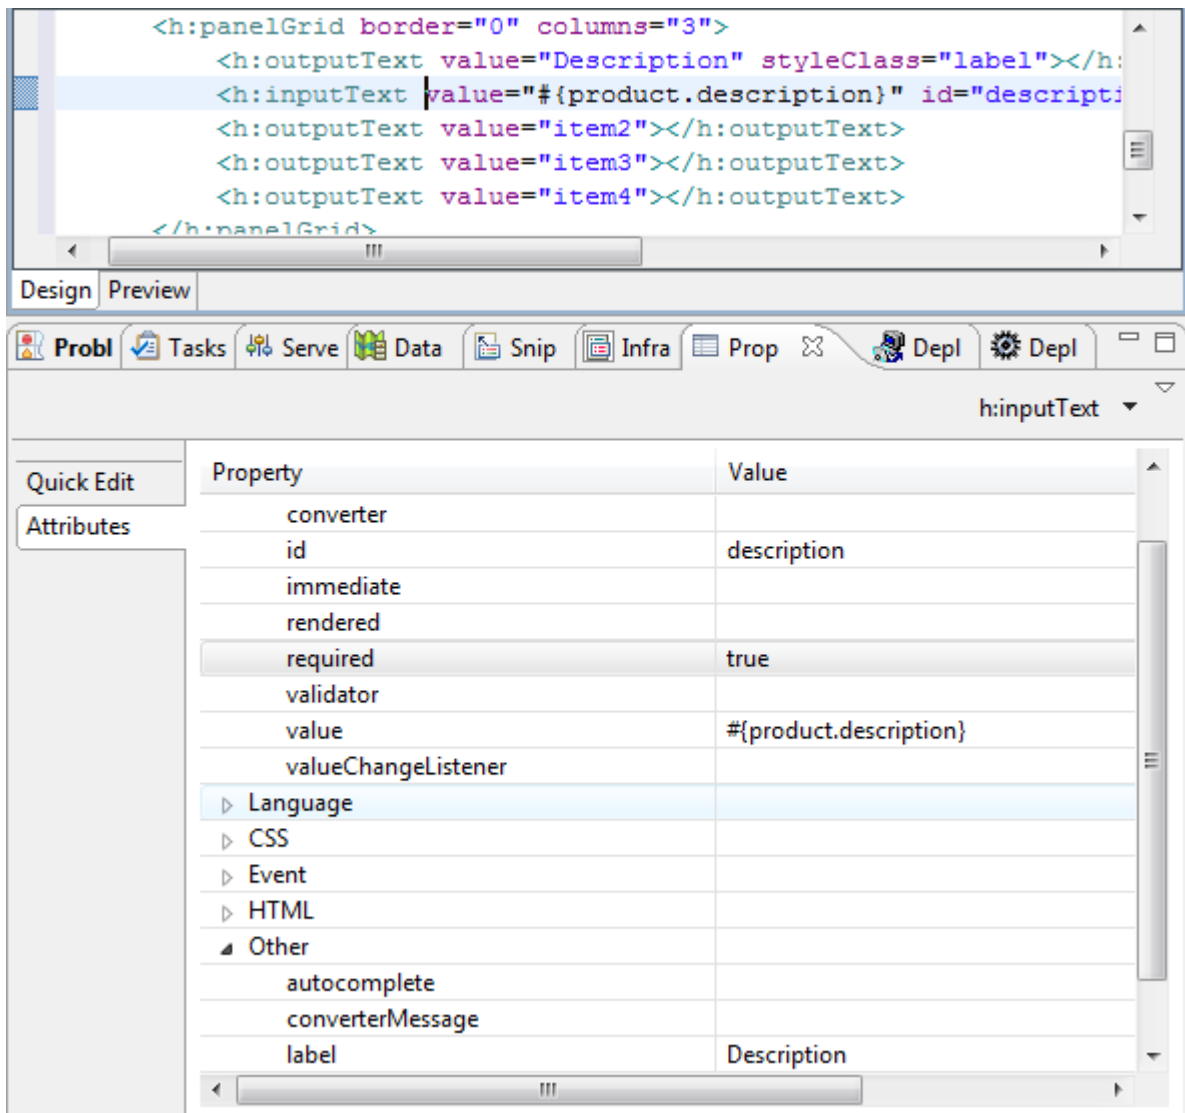 <h:panelGrid border="0" columns="3">
<h:outputText value="Description" styleClass="label"></h:
<h:inputText value="#{product.description}" id="descripti
<h:outputText value="item2"></h:outputText>
<h:outputText value="item3"></h:outputText>
<h:outputText value="item4"></h:outputText>
</h:panelGrid>
Design Preview
Probl Tasks Serve Data Snip Infra Prop Depl Depl
h:inputText
Quick Edit
Attributes
Property Value
converter
id description
immediate
rendered
required true
validator
value #{product.description}
valueChangeListener
Language
CSS
Event
HTML
Other
autocomplete
converterMessage
label Description